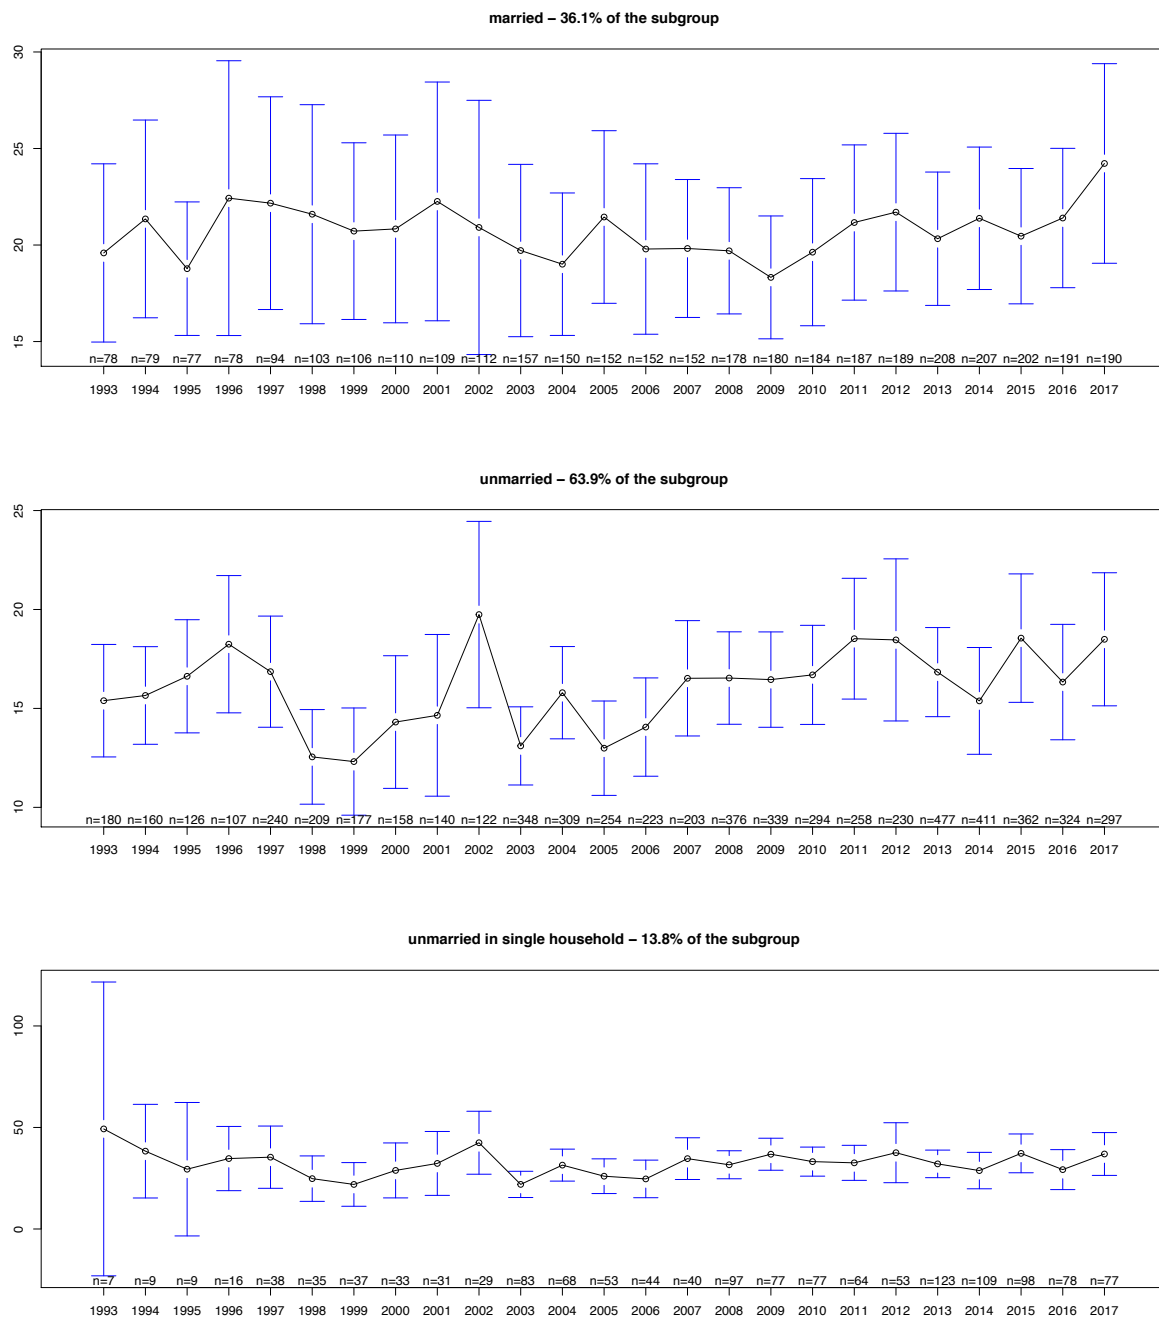 married – 36.1% of the subgroup
30
25
20
15
n=78 n=79 n=77 n=78 n=94 n=103 n=106 n=110 n=109 n=112 n=157 n=150 n=152 n=152 n=152 n=178 n=180 n=184 n=187 n=189 n=208 n=207 n=202 n=191 n=190
1993 1994 1995 1996 1997 1998 1999 2000 2001 2002 2003 2004 2005 2006 2007 2008 2009 2010 2011 2012 2013 2014 2015 2016 2017
unmarried – 63.9% of the subgroup
25
20
15
10
n=180 n=160 n=126 n=107 n=240 n=209 n=177 n=158 n=140 n=122 n=348 n=309 n=254 n=223 n=203 n=376 n=339 n=294 n=258 n=230 n=477 n=411 n=362 n=324 n=297
1993 1994 1995 1996 1997 1998 1999 2000 2001 2002 2003 2004 2005 2006 2007 2008 2009 2010 2011 2012 2013 2014 2015 2016 2017
unmarried in single household – 13.8% of the subgroup
100
50
0
n=7 n=9 n=9 n=16 n=38 n=35 n=37 n=33 n=31 n=29 n=83 n=68 n=53 n=44 n=40 n=97 n=77 n=77 n=64 n=53 n=123 n=109 n=98 n=78 n=77
1993 1994 1995 1996 1997 1998 1999 2000 2001 2002 2003 2004 2005 2006 2007 2008 2009 2010 2011 2012 2013 2014 2015 2016 2017